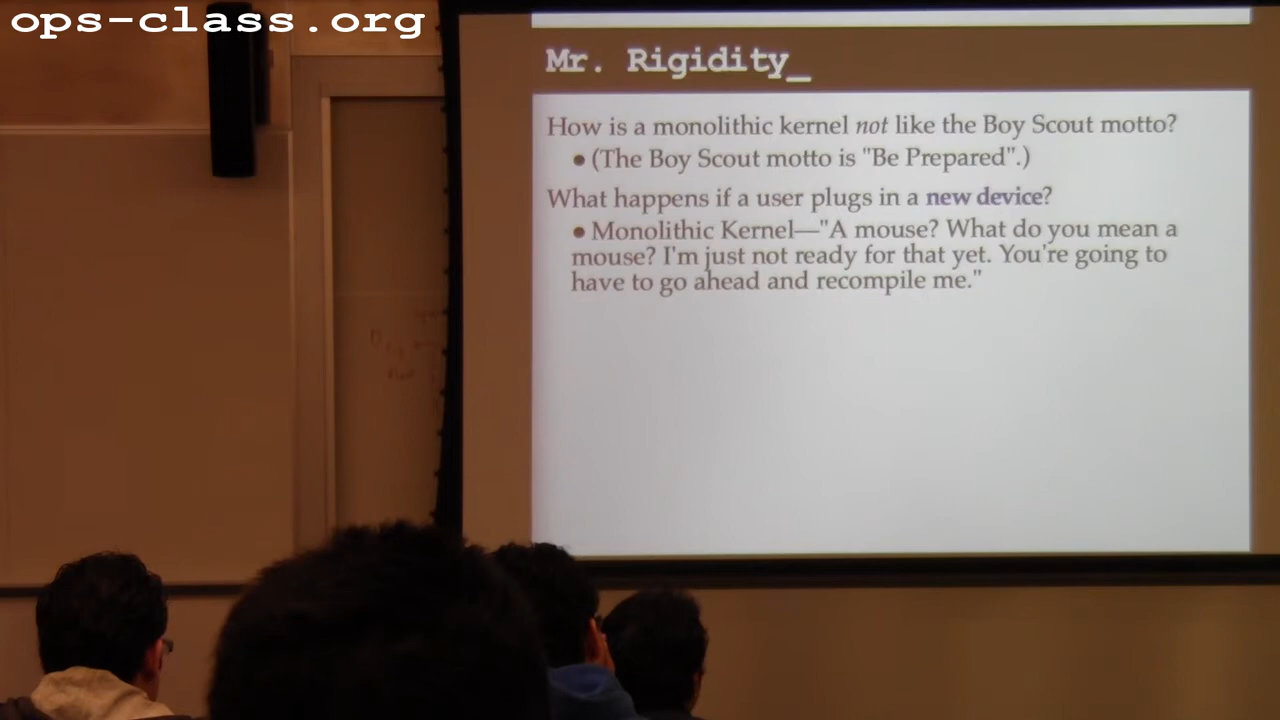 ops-class.org
Mr. Rigidity_
How is a monolithic kernel not like the Boy Scout motto?
• (The Boy Scout motto is "Be Prepared".)
What happens if a user plugs in a new device?
• Monolithic Kernel—"A mouse? What do you mean a
mouse? I'm just not ready for that yet. You're going to
have to go ahead and recompile me."